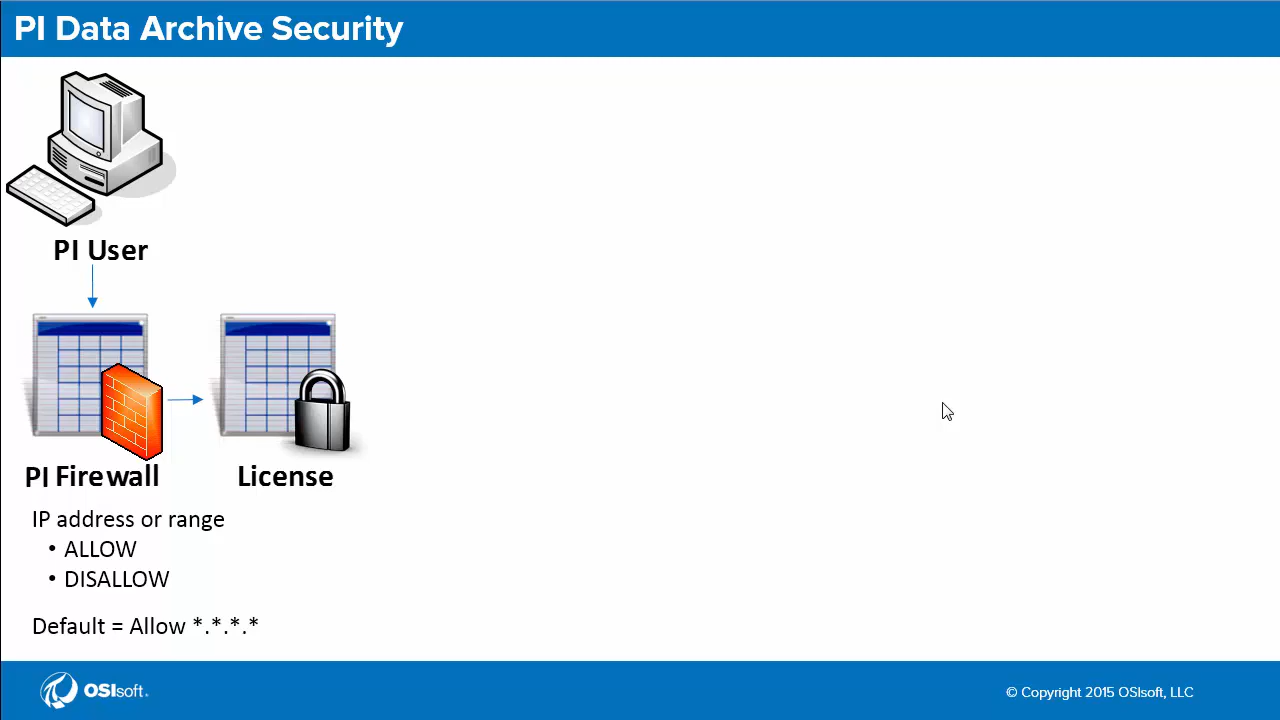 PI Data Archive Security
PI User
PI Firewall
License
IP address or range
• ALLOW
• DISALLOW
Default = Allow *.*.*.*
OSIsoft.
© Copyright 2015 OSIsoft, LLC